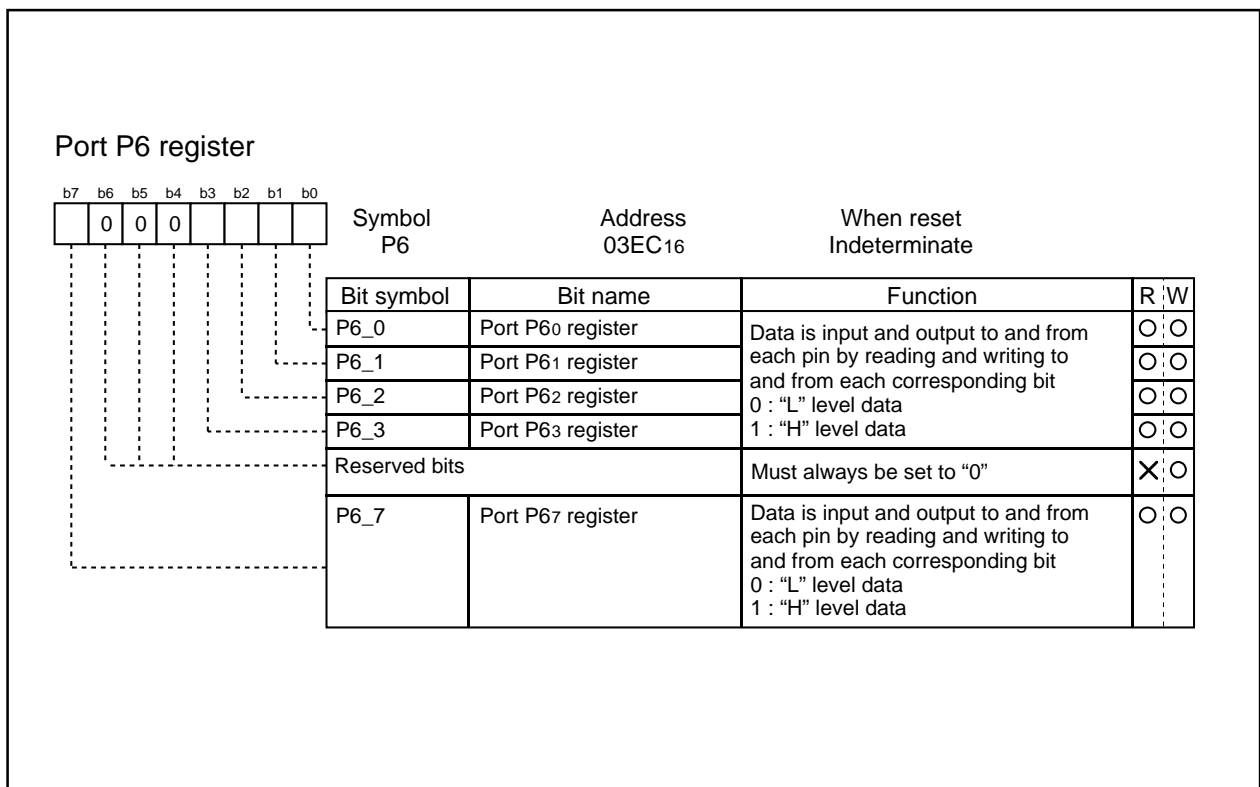 Port P6 register
b7 b6 b5 b4 b3 b2 b1 b0
0 0 0
Symbol Address When reset
P6 03EC16 Indeterminate
Bit symbol Bit name Function R W
P6_0 Port P60 register
P6_1 Port P61 register
P6_2 Port P62 register
P6_3 Port P63 register
Data is input and output to and from
each pin by reading and writing to
and from each corresponding bit
0 : “L” level data
1 : “H” level data
Reserved bits Must always be set to “0”
P6_7 Port P67 register Data is input and output to and from
each pin by reading and writing to
and from each corresponding bit
0 : “L” level data
1 : “H” level data